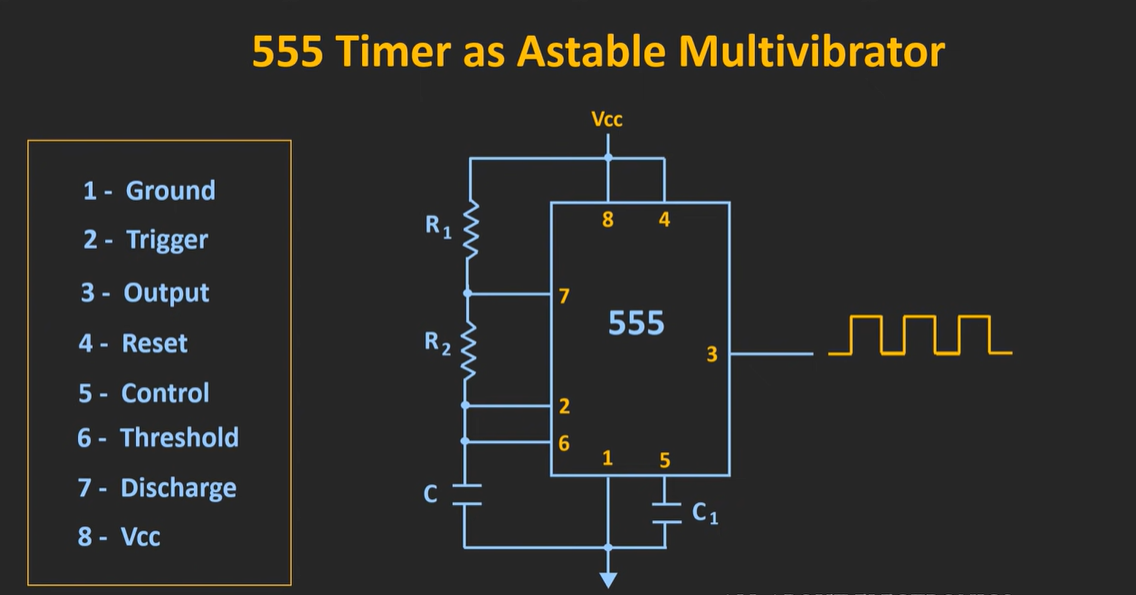 555 Timer as Astable Multivibrator
1 - Ground
2 - Trigger
3 - Output
4 - Reset
5 - Control
6 - Threshold
7 - Discharge
8 - Vcc
Vcc
8 4
R1
7
555
R2
3
2
6
1 5
C
C1